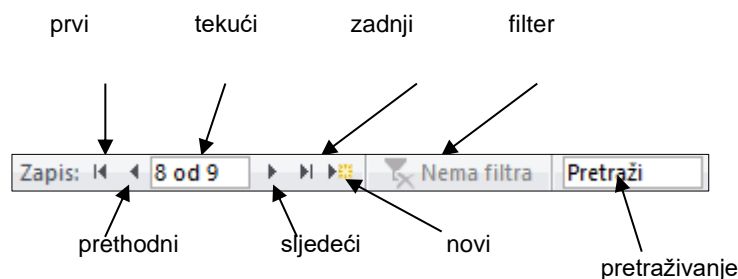 prvi tekući zadnji filter
Zapis: 8 od 9 Nema filtra Pretraži
prethodni sljedeći novi
pretraživanje